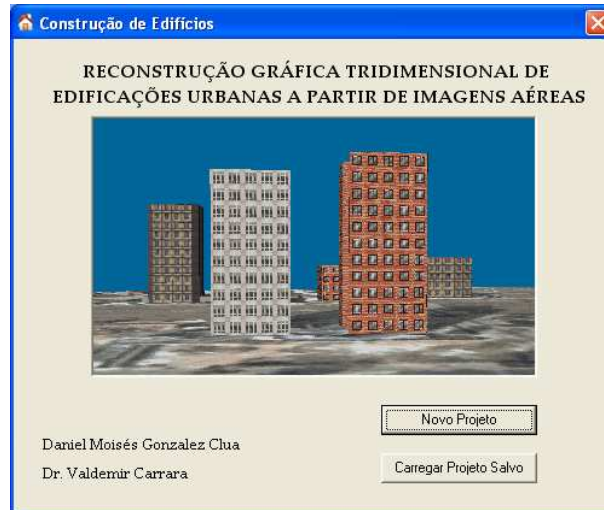 Construção de Edifícios
RECONSTRUÇÃO GRÁFICA TRIDIMENSIONAL DE
EDIFICAÇÕES URBANAS A PARTIR DE IMAGENS AÉREAS
Novo Projeto
Daniel Moisés Gonzalez Clua
Carregar Projeto Salvo
Dr. Valdemir Carrara